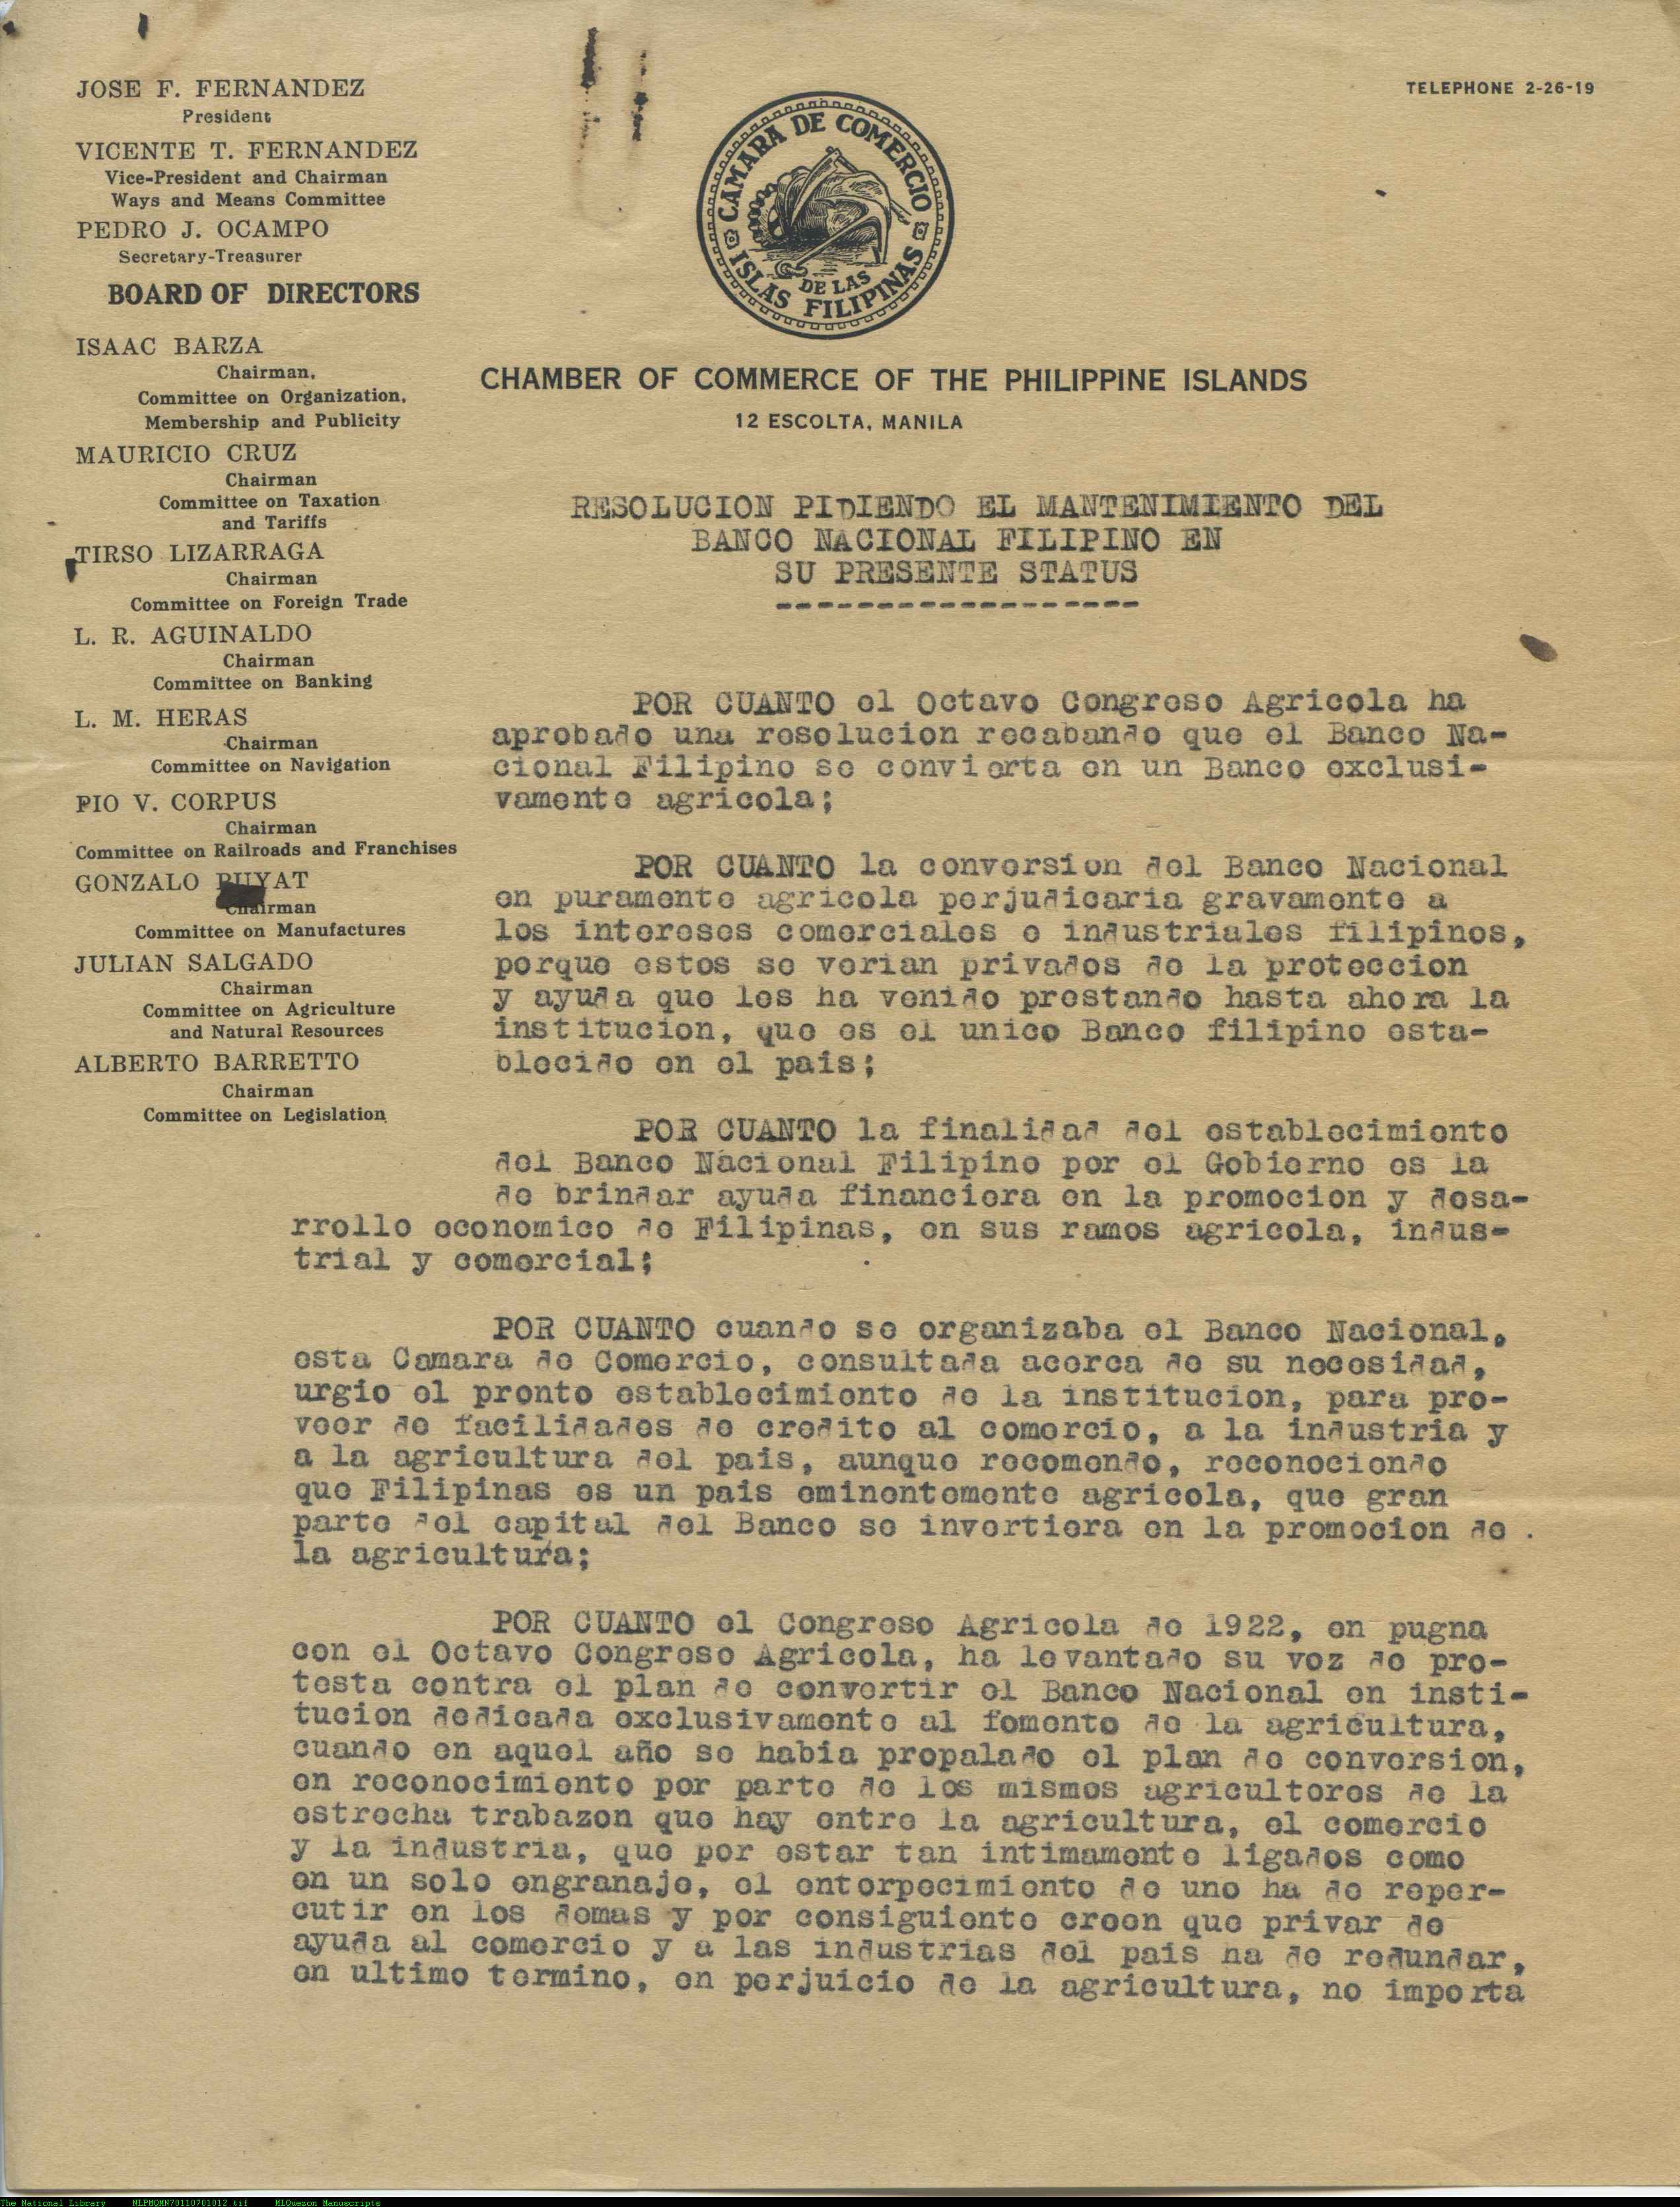 JOSE F. FERNANDEZ
President
VICENTE T. FERNANDEZ
Vice-President and Chairman
Ways and Means Committee
PEDRO J. OCAMPO
Secretary-Treasurer
BOARD OF DIRECTORS
ISAAC BARZA
Chairman,
Committee on Organization,
Membership and Publicity
MAURICIO CRUZ
Chairman
Committee on Taxation
and Tariffs
TIRSO LIZARRAGA
Chairman
Committee on Foreign Trade
L. R. AGUINALDO
Chairman
Committee on Banking
L. M. HERAS
Chairman
Committee on Navigation
PIO V. CORPUS
Chairman
Committee on Railroads and Franchises
GONZALO PUYAT
Chairman
Committee on Manufactures
JULIAN SALGADO
Chairman
Committee on Agriculture
and Natural Resources
ALBERTO BARRETTO
Chairman
Committee on Legislation
TELEPHONE 2-26-19
CAMARA DE COMERCIO
DE LAS
ISLAS FILIPINAS
CHAMBER OF COMMERCE OF THE PHILIPPINE ISLANDS
12 ESCOLTA, MANILA
RESOLUCION PIDIENDO EL MANTENIMIENTO DEL
BANCO NACIONAL FILIPINO EN
SU PRESENTE STATUS
------------------
POR CUANTO el Octavo Congreso Agricola ha
aprobado una resolucion recabando que el Banco Na-
cional Filipino se convierta en un Banco exclusi-
vamente agricola;
POR CUANTO la conversion del Banco Nacional
en puramente agricola perjudicaria gravamente a
los intereses comerciales e industriales filipinos,
porque estos se verian privados de la proteccion
y ayuda que les ha venido prestando hasta ahora la
institucion, que es el unico Banco filipino esta-
blecido en el pais;
POR CUANTO la finalidad del establecimiento
del Banco Nacional Filipino por el Gobierno es la
de brindar ayuda financiera en la promocion y desa-
rrollo economico de Filipinas, en sus ramos agricola, indus-
trial y comercial;
POR CUANTO cuando se organizaba el Banco Nacional,
esta Camara de Comercio, consultada acerca de su necesidad,
urgio el pronto establecimiento de la institucion, para pro-
veer de facilidades de credito al comercio, a la industria y
a la agricultura del pais, aunque recomendo, reconociendo
que Filipinas es un pais eminentemente agricola, que gran
parte del capital del Banco se invertiera en la promocion de
la agricultura;
POR CUANTO el Congreso Agricola de 1922, en pugna
con el Octavo Congreso Agricola, ha levantado su voz de pro-
testa contra el plan de convertir el Banco Nacional en insti-
tucion dedicada exclusivamente al fomento de la agricultura,
cuando en aquel año se habia propalado el plan de conversion,
en reconocimiento por parte de los mismos agricultores de la
estrecha trabazon que hay entre la agricultura, el comercio
y la industria, que por estar tan intimamente ligados como
en un solo engranaje, el entorpecimiento de uno ha de reper-
cutir en los demas y por consiguiente creen que privar de
ayuda al comercio y a las industrias del pais ha de redundar,
en ultimo termino, en perjuicio de la agricultura, no importa
The National Library NLPMQMN70110701012.tif MLQuezon Manuscripts